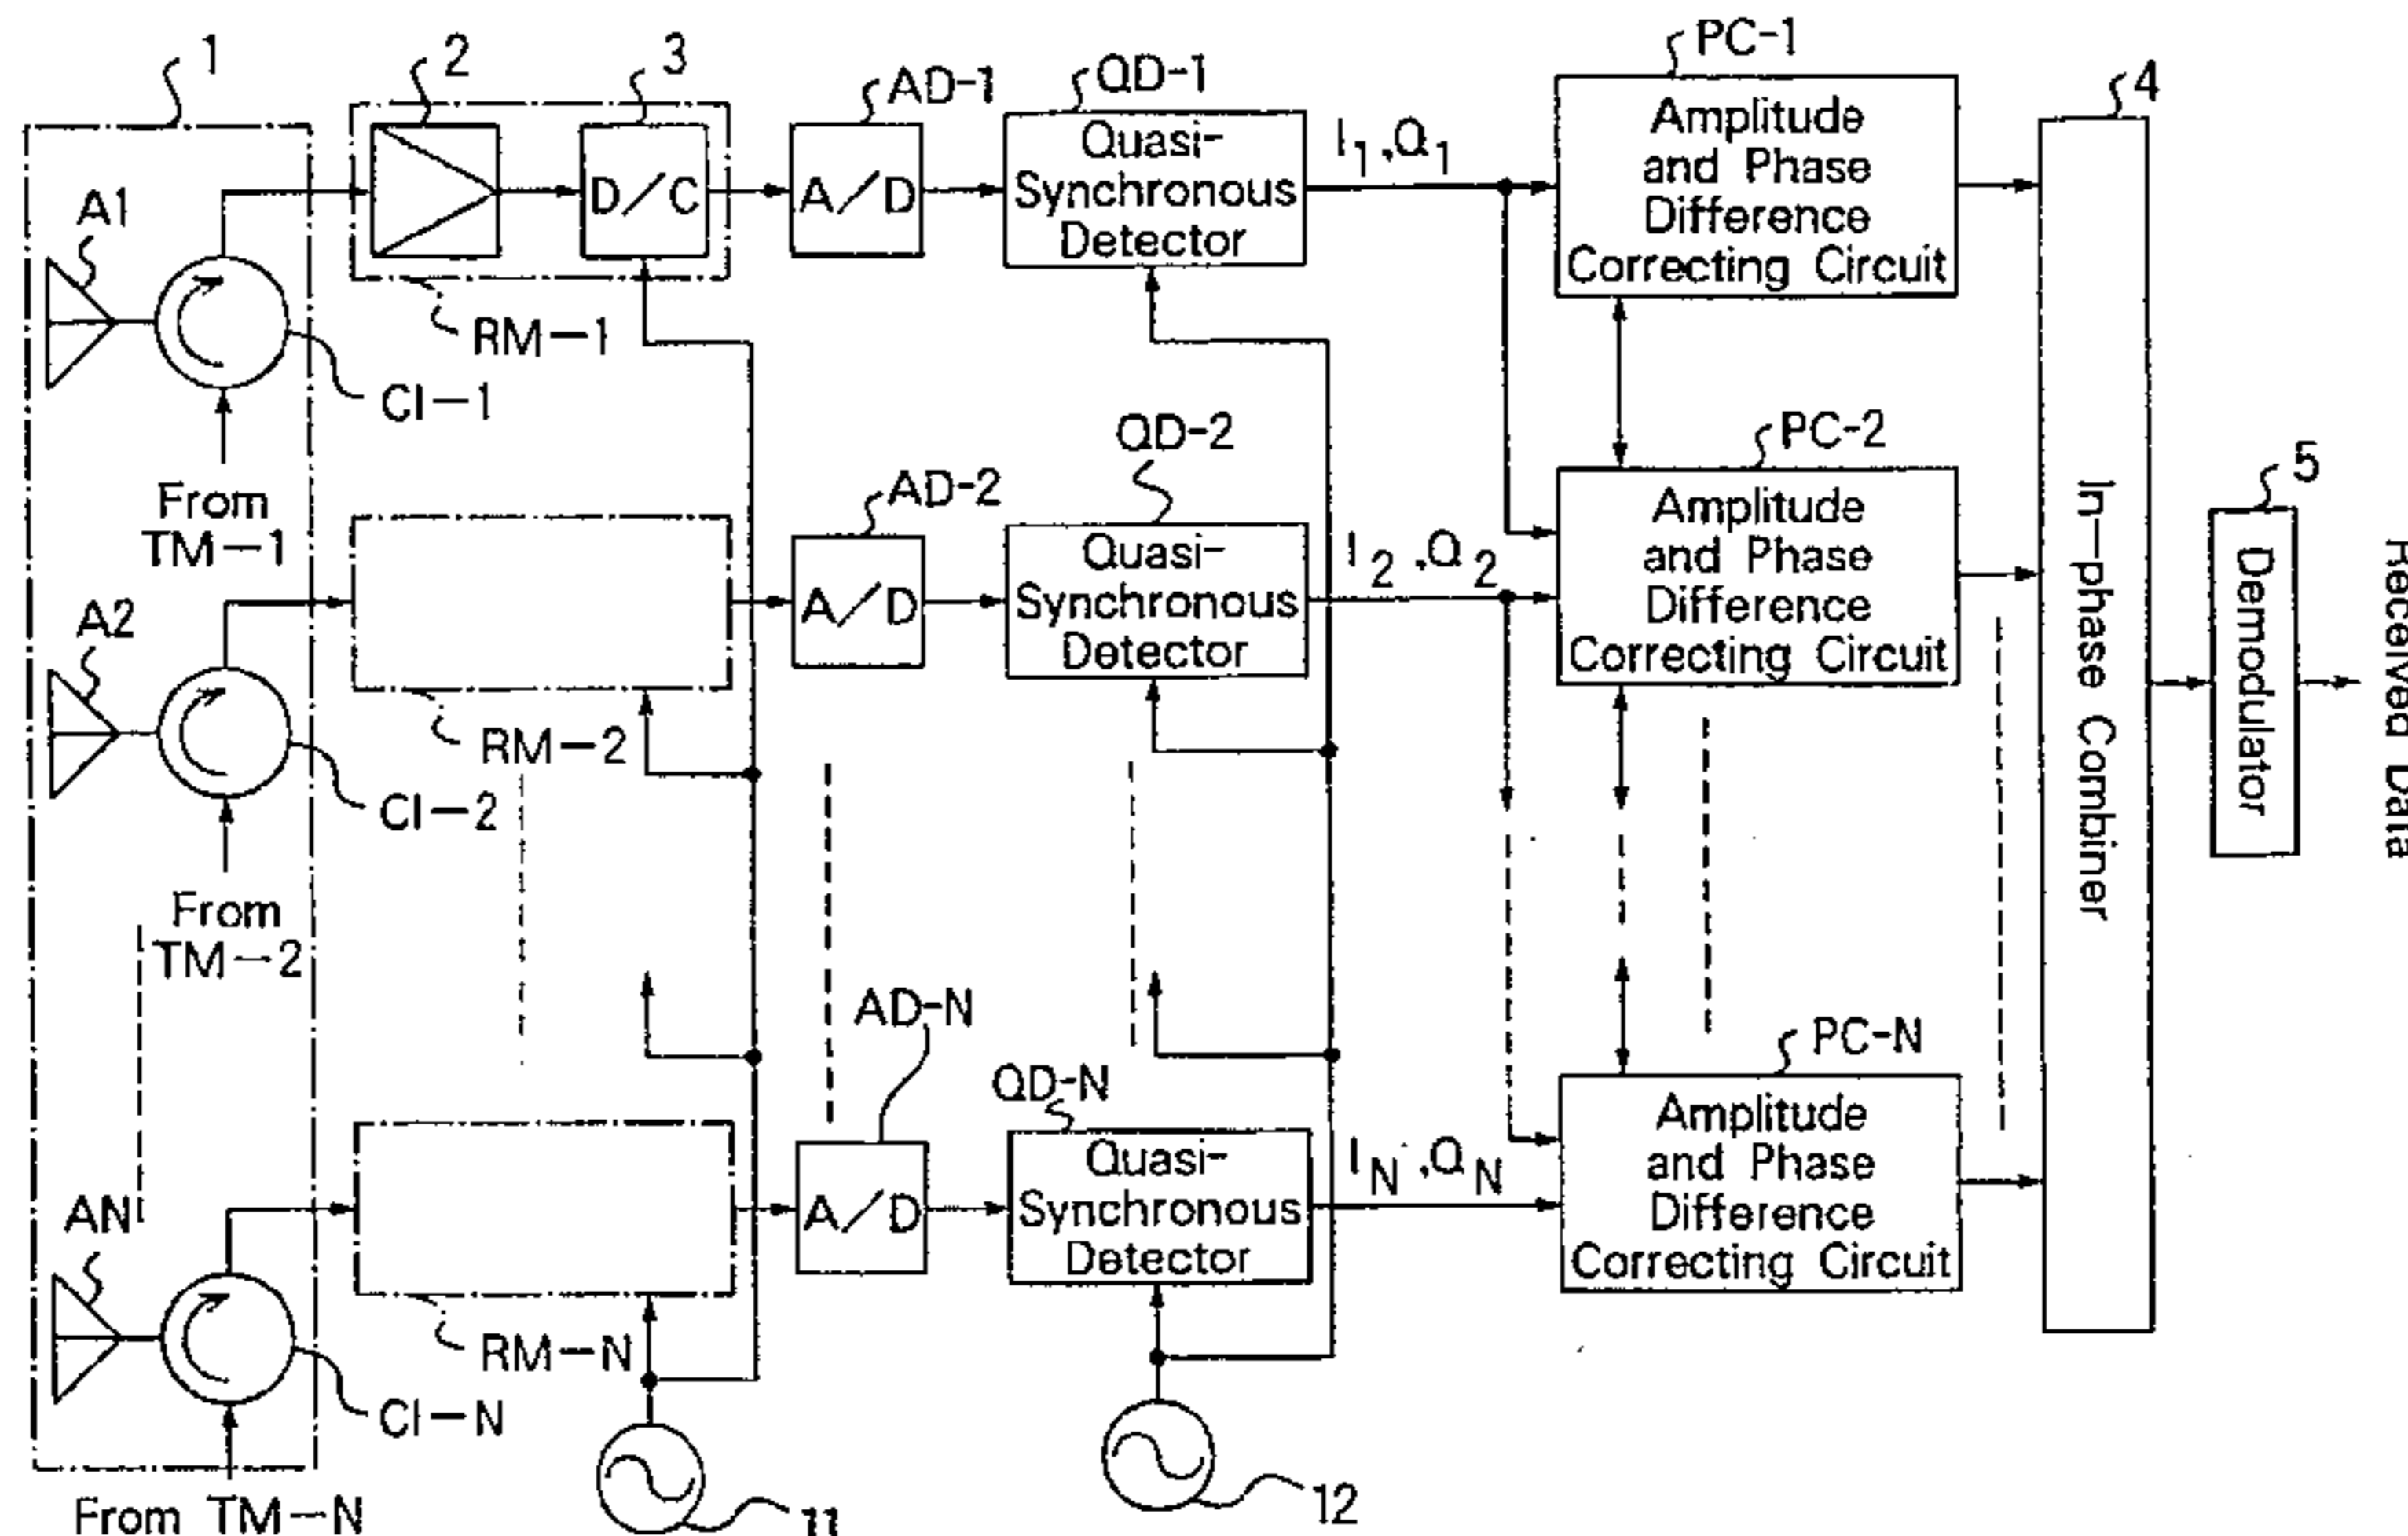 1
2
3
AD-1
QD-1
PC-1
4
A1
D/C
A/D
Quasi-
Synchronous
Detector
I1,Q1
Amplitude
and Phase
Difference
Correcting Circuit
RM-1
CI-1
From
TM-1
A2
RM-2
CI-2
From
TM-2
AD-2
A/D
QD-2
Quasi-
Synchronous
Detector
I2,Q2
PC-2
Amplitude
and Phase
Difference
Correcting Circuit
In-phase Combiner
5
Demodulator
Received Data
AN
RM-N
CI-N
From TM-N
AD-N
A/D
QD-N
Quasi-
Synchronous
Detector
IN,QN
PC-N
Amplitude
and Phase
Difference
Correcting Circuit
11
12